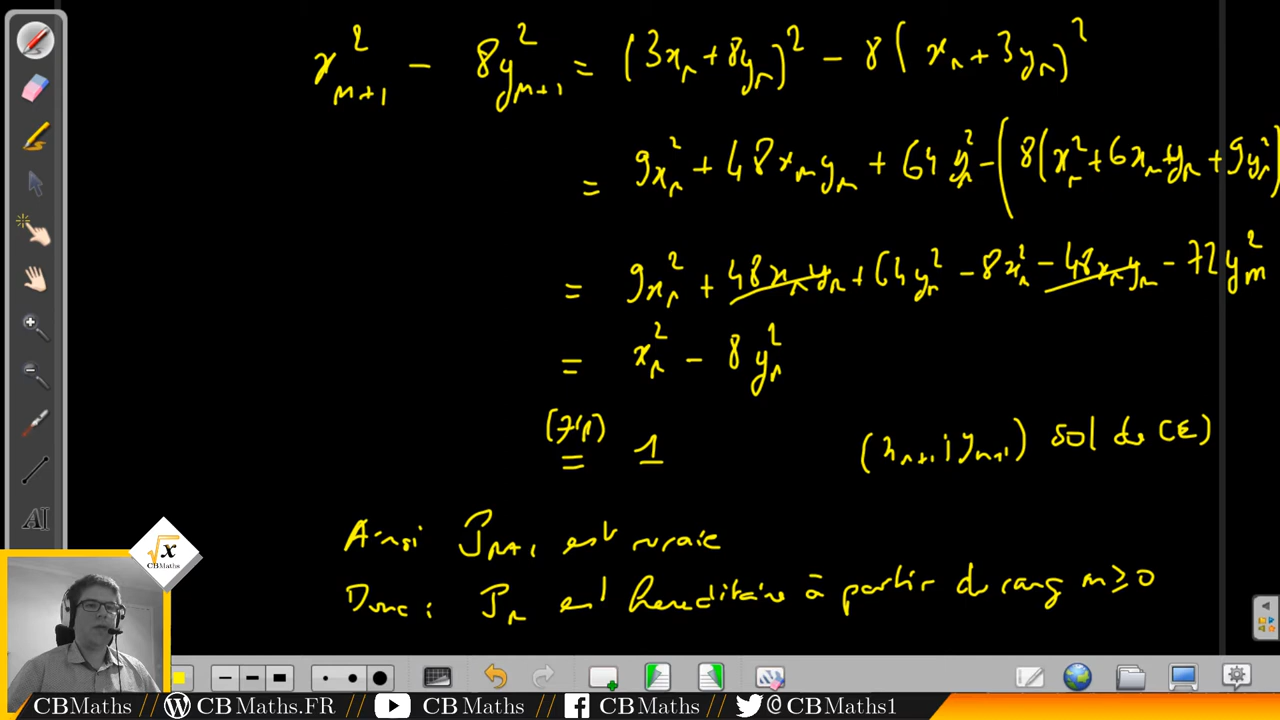 x²ₙ₊₁ − 8y²ₙ₊₁ = (3xₙ + 8yₙ)² − 8(xₙ + 3yₙ)²
= 9xₙ² + 48xₙyₙ + 64yₙ² − (8(xₙ² + 6xₙyₙ + 9yₙ²)
= 9xₙ² + 48xₙyₙ + 64yₙ² − 8xₙ² − 48xₙyₙ − 72yₙ²
= xₙ² − 8yₙ²
= 1 (xₙ₊₁ ; yₙ₊₁) sol de (E)
Ainsi Pₙ₊₁ est vraie
Donc : Pₙ est héréditaire à partir du rang n ≥ 0
√x
CBMaths
AI
CBMaths — CBMaths.FR — CBMaths — CBMaths — @CBMaths1